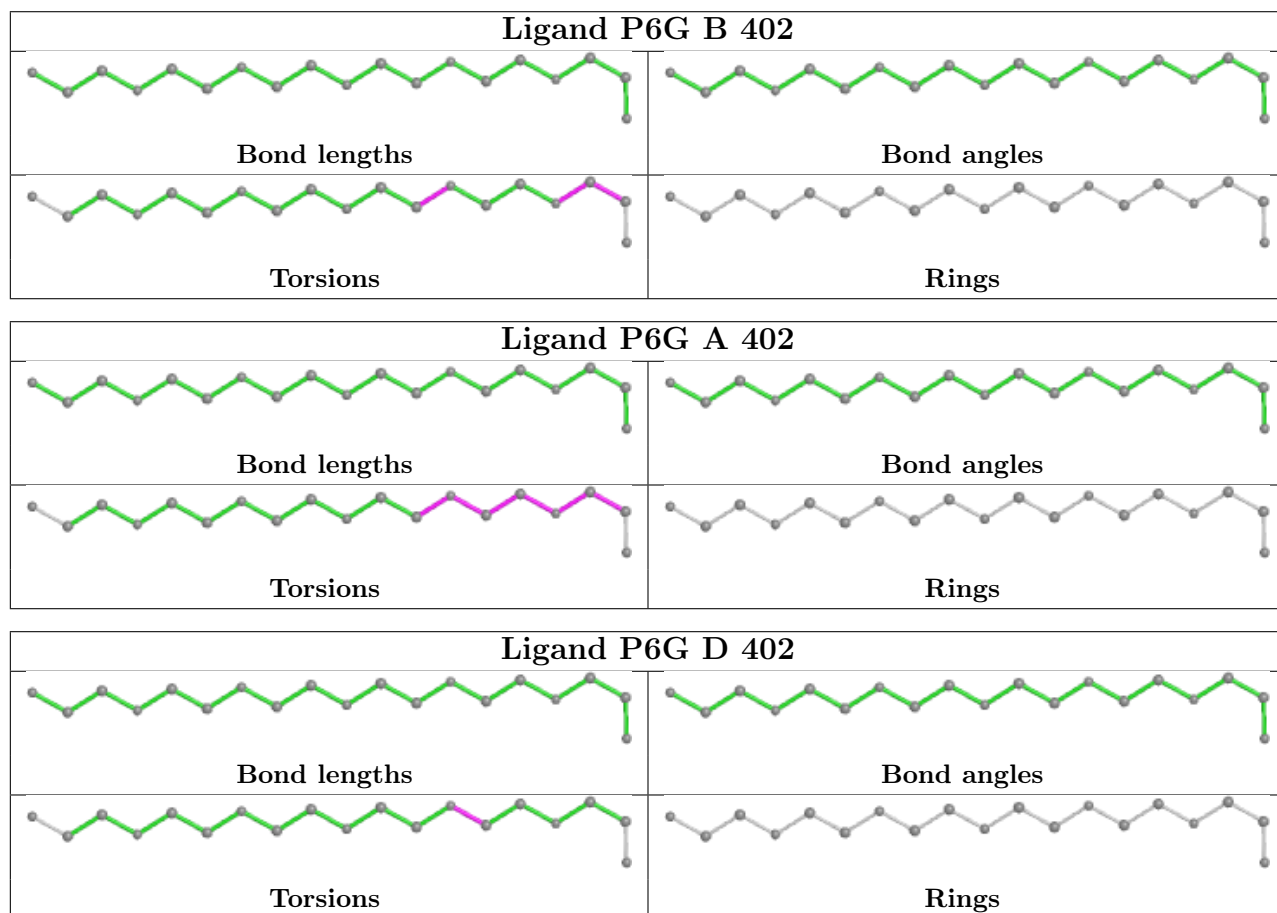 Ligand P6G B 402
Bond lengths Bond angles
Torsions Rings
Ligand P6G A 402
Bond lengths Bond angles
Torsions Rings
Ligand P6G D 402
Bond lengths Bond angles
Torsions Rings